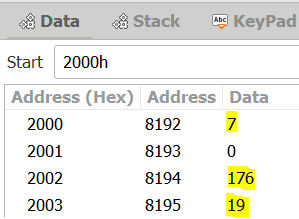 Data Stack Abc KeyPad
Start 2000h
Address (Hex) Address Data
2000 8192 7
2001 8193 0
2002 8194 176
2003 8195 19